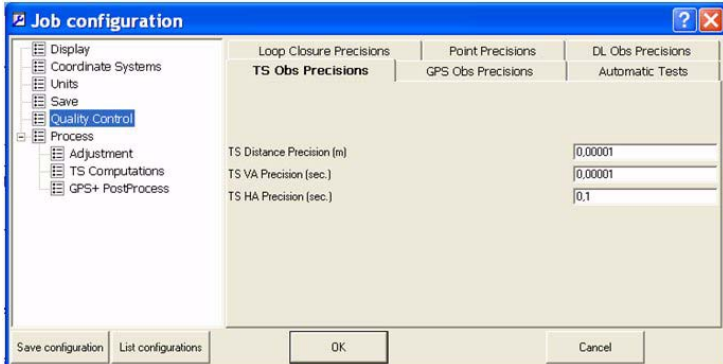 Job configuration
Display
Coordinate Systems
Units
Save
Quality Control
Process
Adjustment
TS Computations
GPS+ PostProcess
Loop Closure Precisions
Point Precisions
DL Obs Precisions
TS Obs Precisions
GPS Obs Precisions
Automatic Tests
TS Distance Precision (m)
0,00001
TS VA Precision (sec.)
0,00001
TS HA Precision (sec.)
0,1
Save configuration
List configurations
OK
Cancel